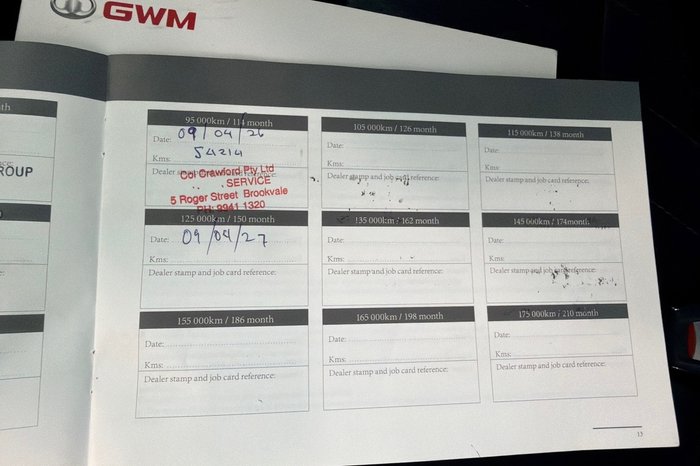 GWM
th
ROUP
95 000km / 114 month
Date: 09/04/26
Kms: 54214
Dealer stamp and job card reference:
Col Crawford Pty Ltd
SERVICE
5 Roger Street Brookvale
PH: 9941 1320
105 000km / 126 month
Date:
Kms:
Dealer stamp and job card reference:
115 000km / 138 month
Date:
Kms:
Dealer stamp and job card reference:
125 000km / 150 month
Date: 09/04/27
Kms:
Dealer stamp and job card reference:
135 000km / 162 month
Date:
Kms:
Dealer stamp and job card reference:
145 000km / 174month
Date:
Kms:
Dealer stamp and job card reference:
155 000km / 186 month
Date:
Kms:
Dealer stamp and job card reference:
165 000km / 198 month
Date:
Kms:
Dealer stamp and job card reference:
175 000km / 210 month
Date:
Kms:
Dealer stamp and job card reference:
13